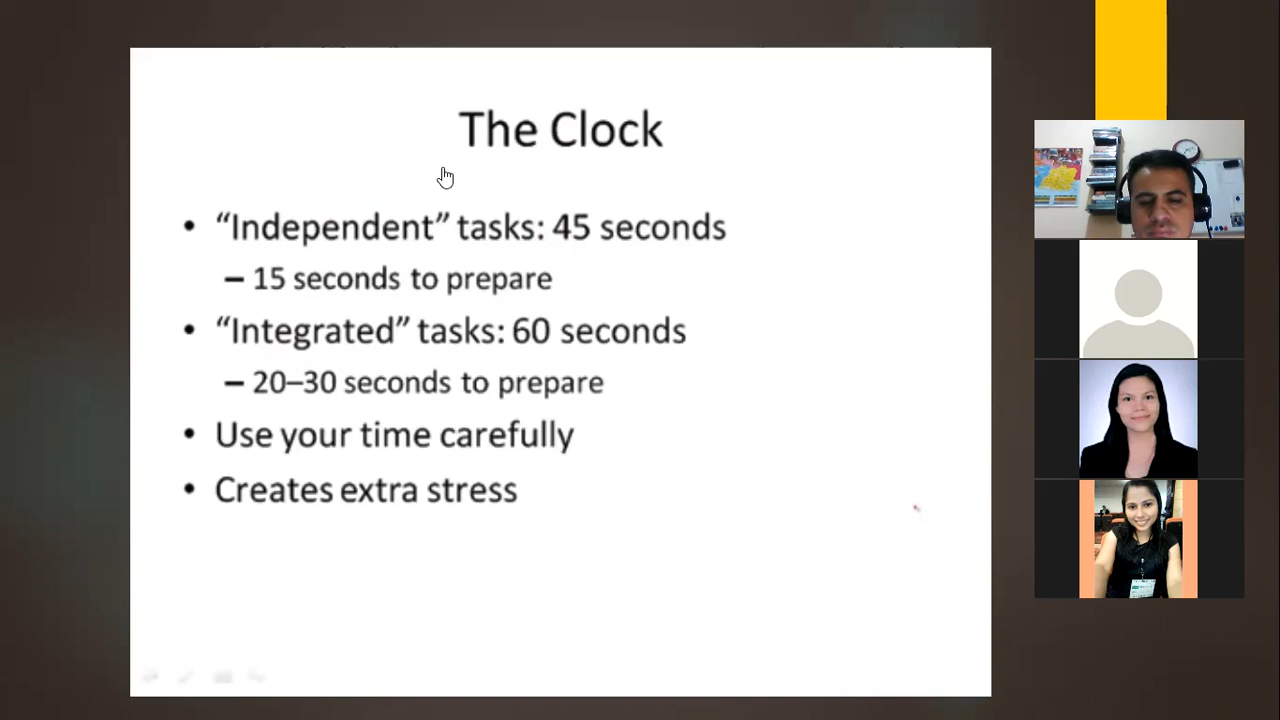 The Clock
• “Independent” tasks: 45 seconds
– 15 seconds to prepare
• “Integrated” tasks: 60 seconds
– 20–30 seconds to prepare
• Use your time carefully
• Creates extra stress